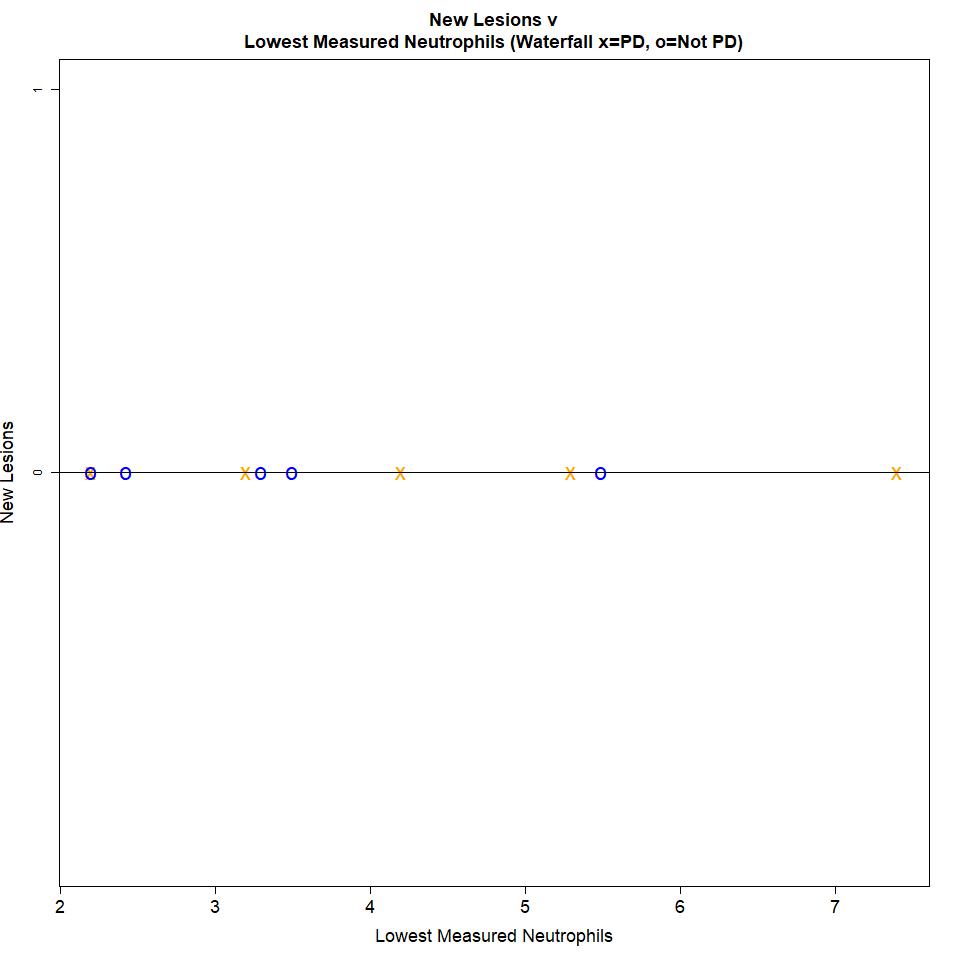 New Lesions v
Lowest Measured Neutrophils (Waterfall x=PD, o=Not PD)
1
0
New Lesions
x o o x o o x x o x
2 3 4 5 6 7
Lowest Measured Neutrophils